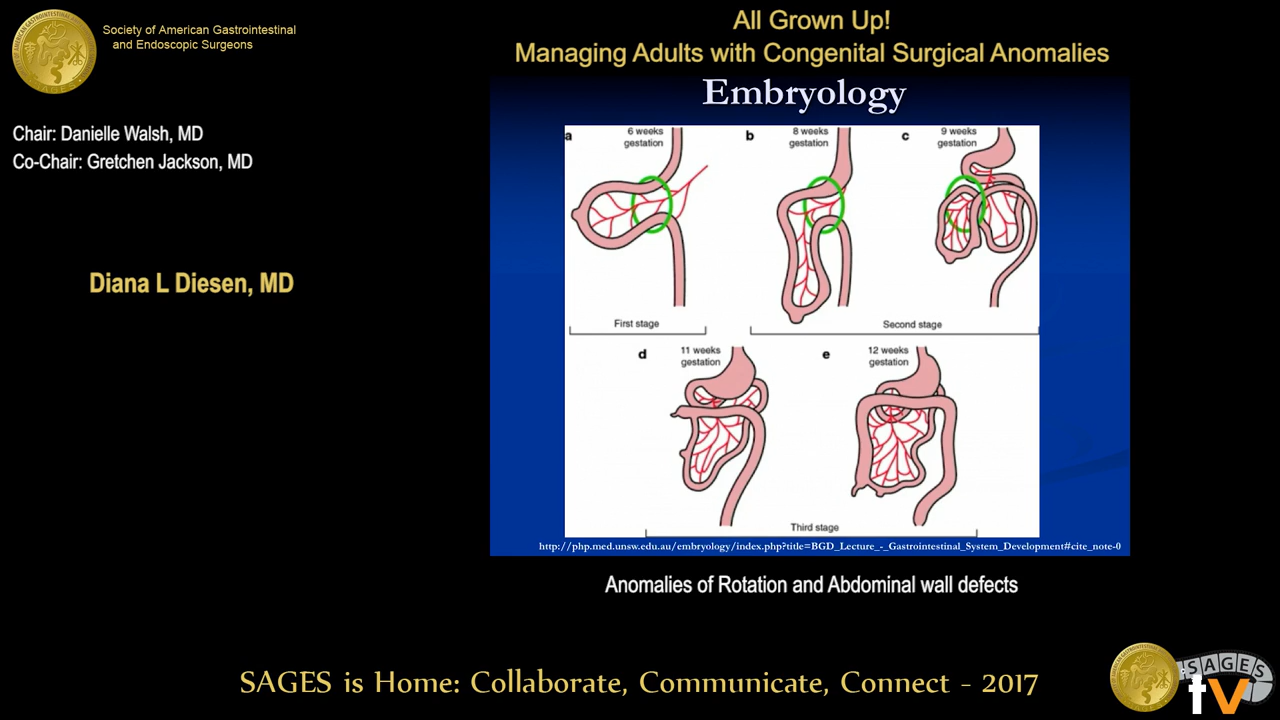 Society of American Gastrointestinal
and Endoscopic Surgeons
Chair: Danielle Walsh, MD
Co-Chair: Gretchen Jackson, MD
Diana L Diesen, MD
All Grown Up!
Managing Adults with Congenital Surgical Anomalies
Embryology
a
6 weeks
gestation
b
8 weeks
gestation
c
9 weeks
gestation
First stage
Second stage
d
11 weeks
gestation
e
12 weeks
gestation
Third stage
http://php.med.unsw.edu.au/embryology/index.php?title=BGD_Lecture_-_Gastrointestinal_System_Development#cite_note-0
Anomalies of Rotation and Abdominal wall defects
SAGES is Home: Collaborate, Communicate, Connect - 2017
SAGES
tv